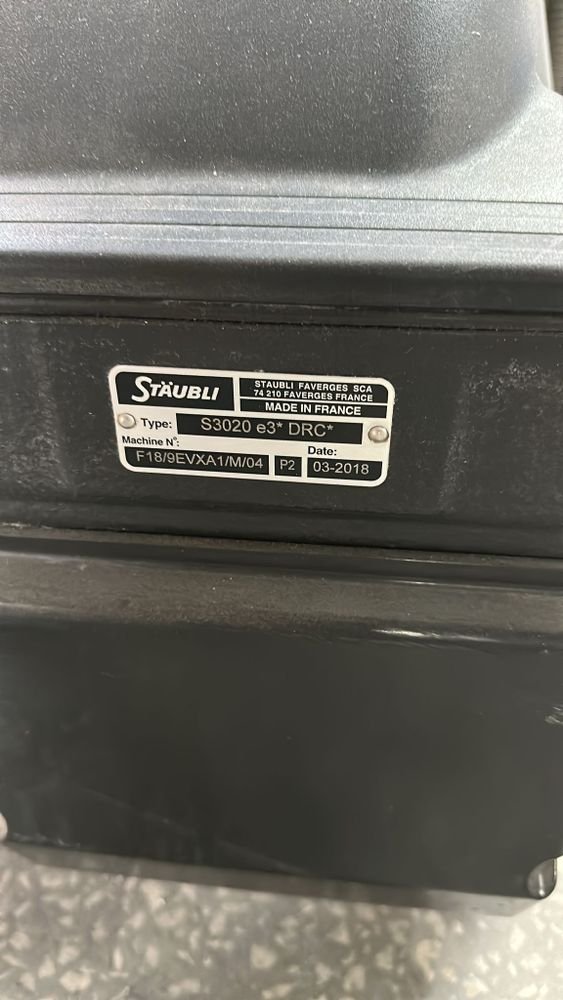 STÄUBLI
STAUBLI FAVERGES SCA
74 210 FAVERGES FRANCE
MADE IN FRANCE
Type: S3020 e3* DRC*
Machine N°: Date:
F18/9EVXA1/M/04 P2 03-2018